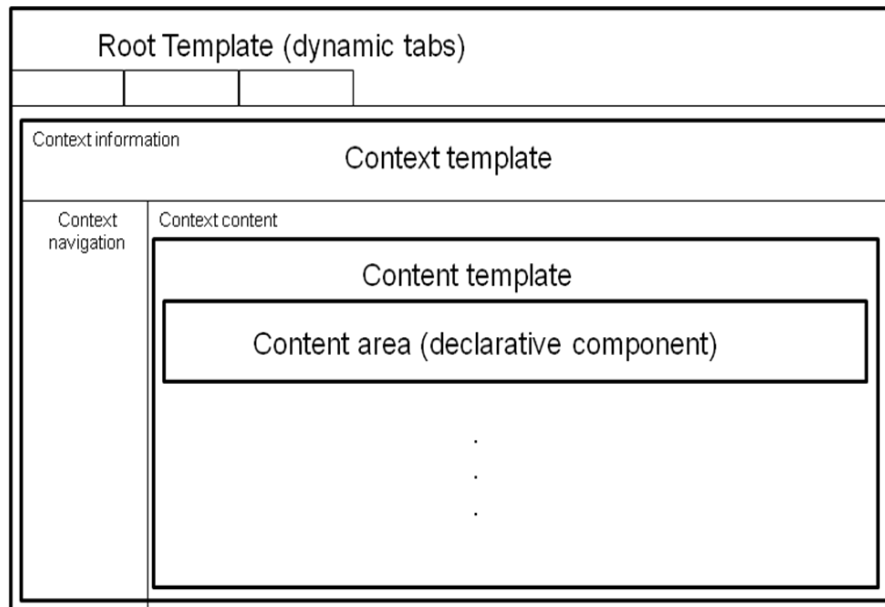 Root Template (dynamic tabs)
Context information
Context template
Context
navigation
Context content
Content template
Content area (declarative component)
.
.
.